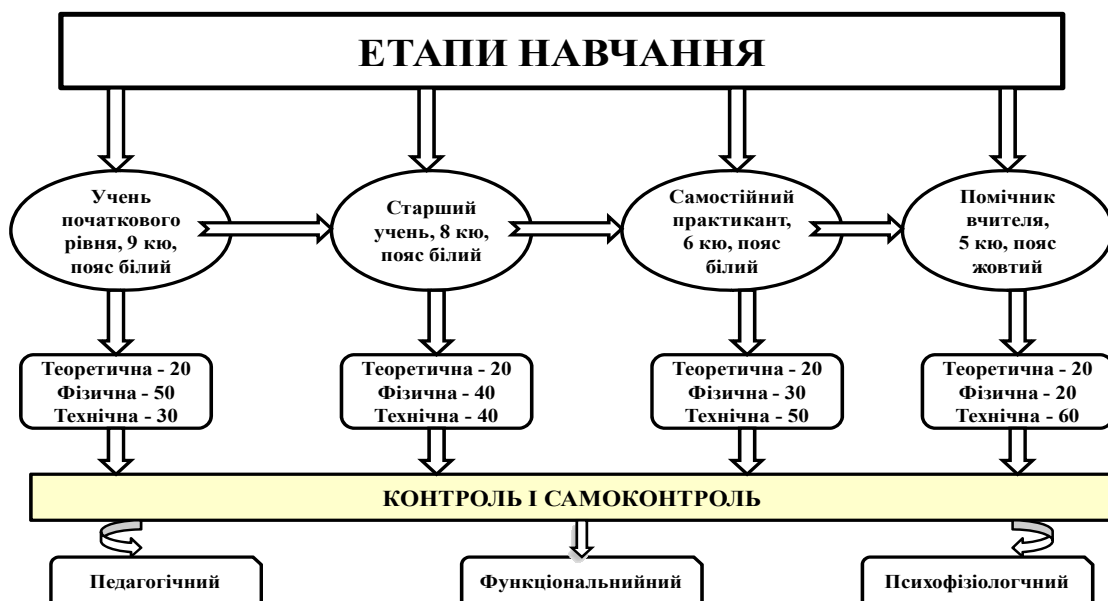 ЕТАПИ НАВЧАННЯ
Учень
початкового
рівня, 9 кю,
пояс білий
Старший
учень, 8 кю,
пояс білий
Самостійний
практикант,
6 кю, пояс
білий
Помічник
вчителя,
5 кю, пояс
жовтий
Теоретична - 20
Фізична - 50
Технічна - 30
Теоретична - 20
Фізична - 40
Технічна - 40
Теоретична - 20
Фізична - 30
Технічна - 50
Теоретична - 20
Фізична - 20
Технічна - 60
КОНТРОЛЬ І САМОКОНТРОЛЬ
Педагогічний
Функціональнийний
Психофізіологчний